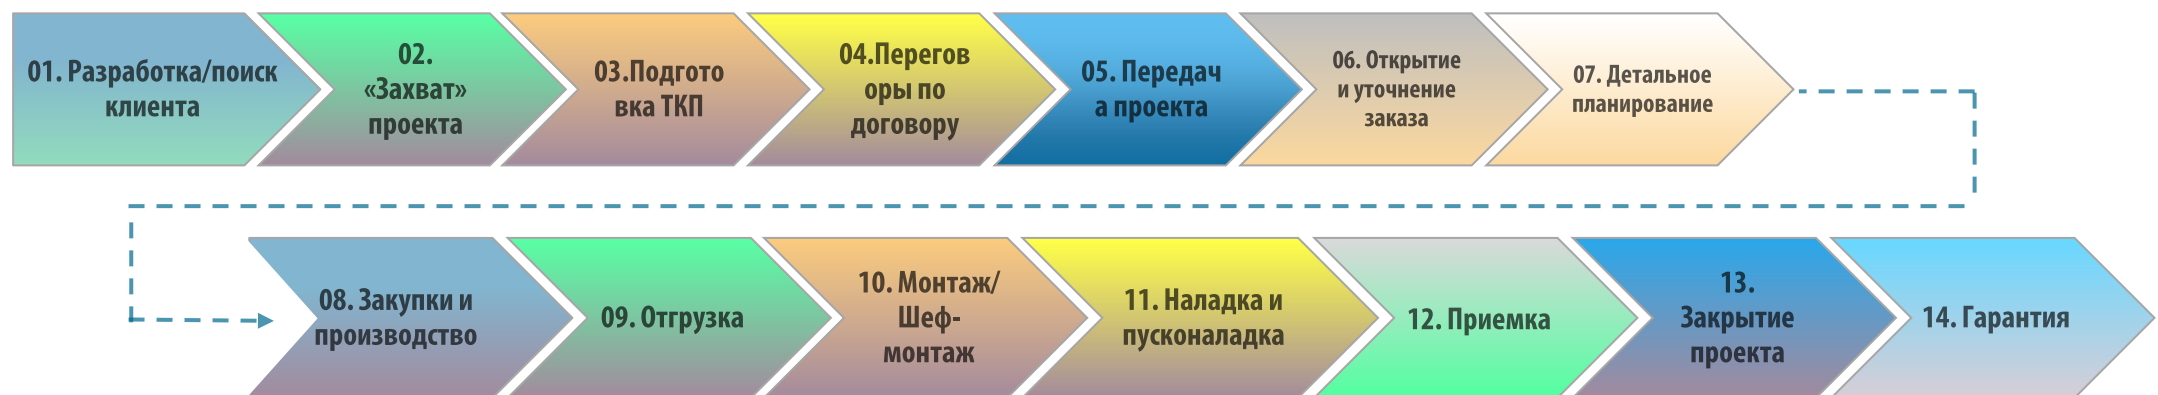 01. Разработка/поиск
клиента
02.
«Захват»
проекта
03.Подгото
вка ТКП
04.Перегов
оры по
договору
05. Передач
а проекта
06. Открытие
и уточнение
заказа
07. Детальное
планирование
08. Закупки и
производство
09. Отгрузка
10. Монтаж/
Шеф-
монтаж
11. Наладка и
пусконаладка
12. Приемка
13.
Закрытие
проекта
14. Гарантия